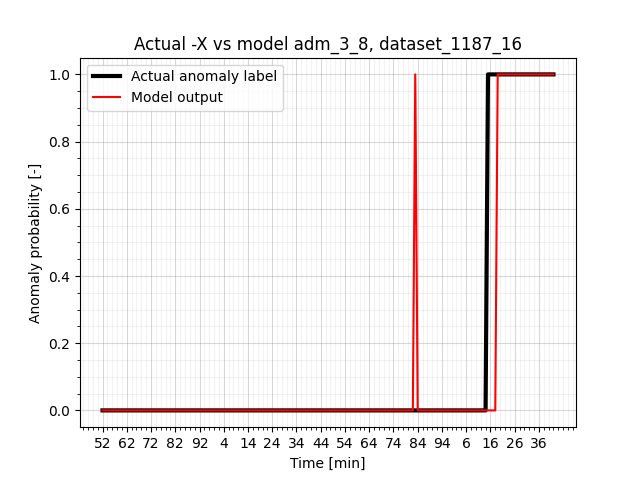 Actual -X vs model adm_3_8, dataset_1187_16
Actual anomaly label
Model output
Anomaly probability [-]
1.0
0.8
0.6
0.4
0.2
0.0
52 62 72 82 92 4 14 24 34 44 54 64 74 84 94 6 16 26 36
Time [min]